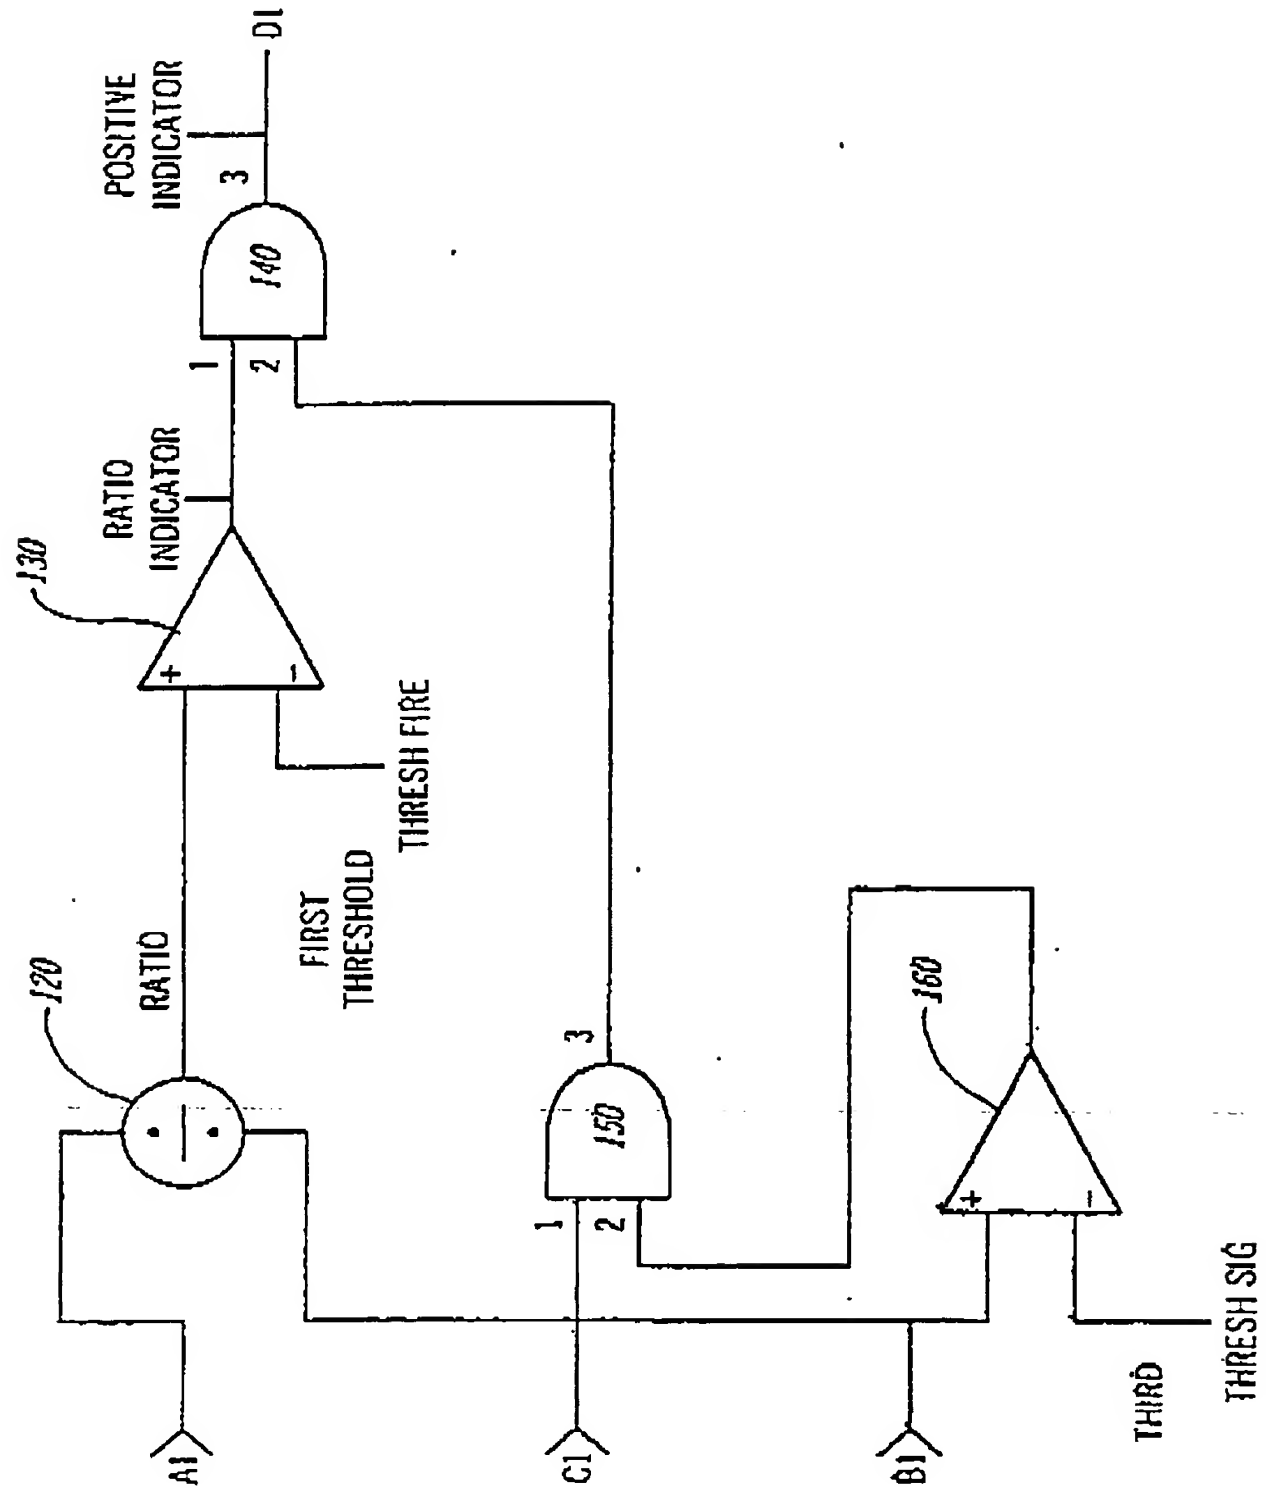 A1
120
RATIO
FIRST
THRESHOLD
THRESH FIRE
130
+
−
RATIO
INDICATOR
1
2
140
3
POSITIVE
INDICATOR
D1
C1
1
2
150
3
B1
THIRD
THRESH SIG
+
−
160